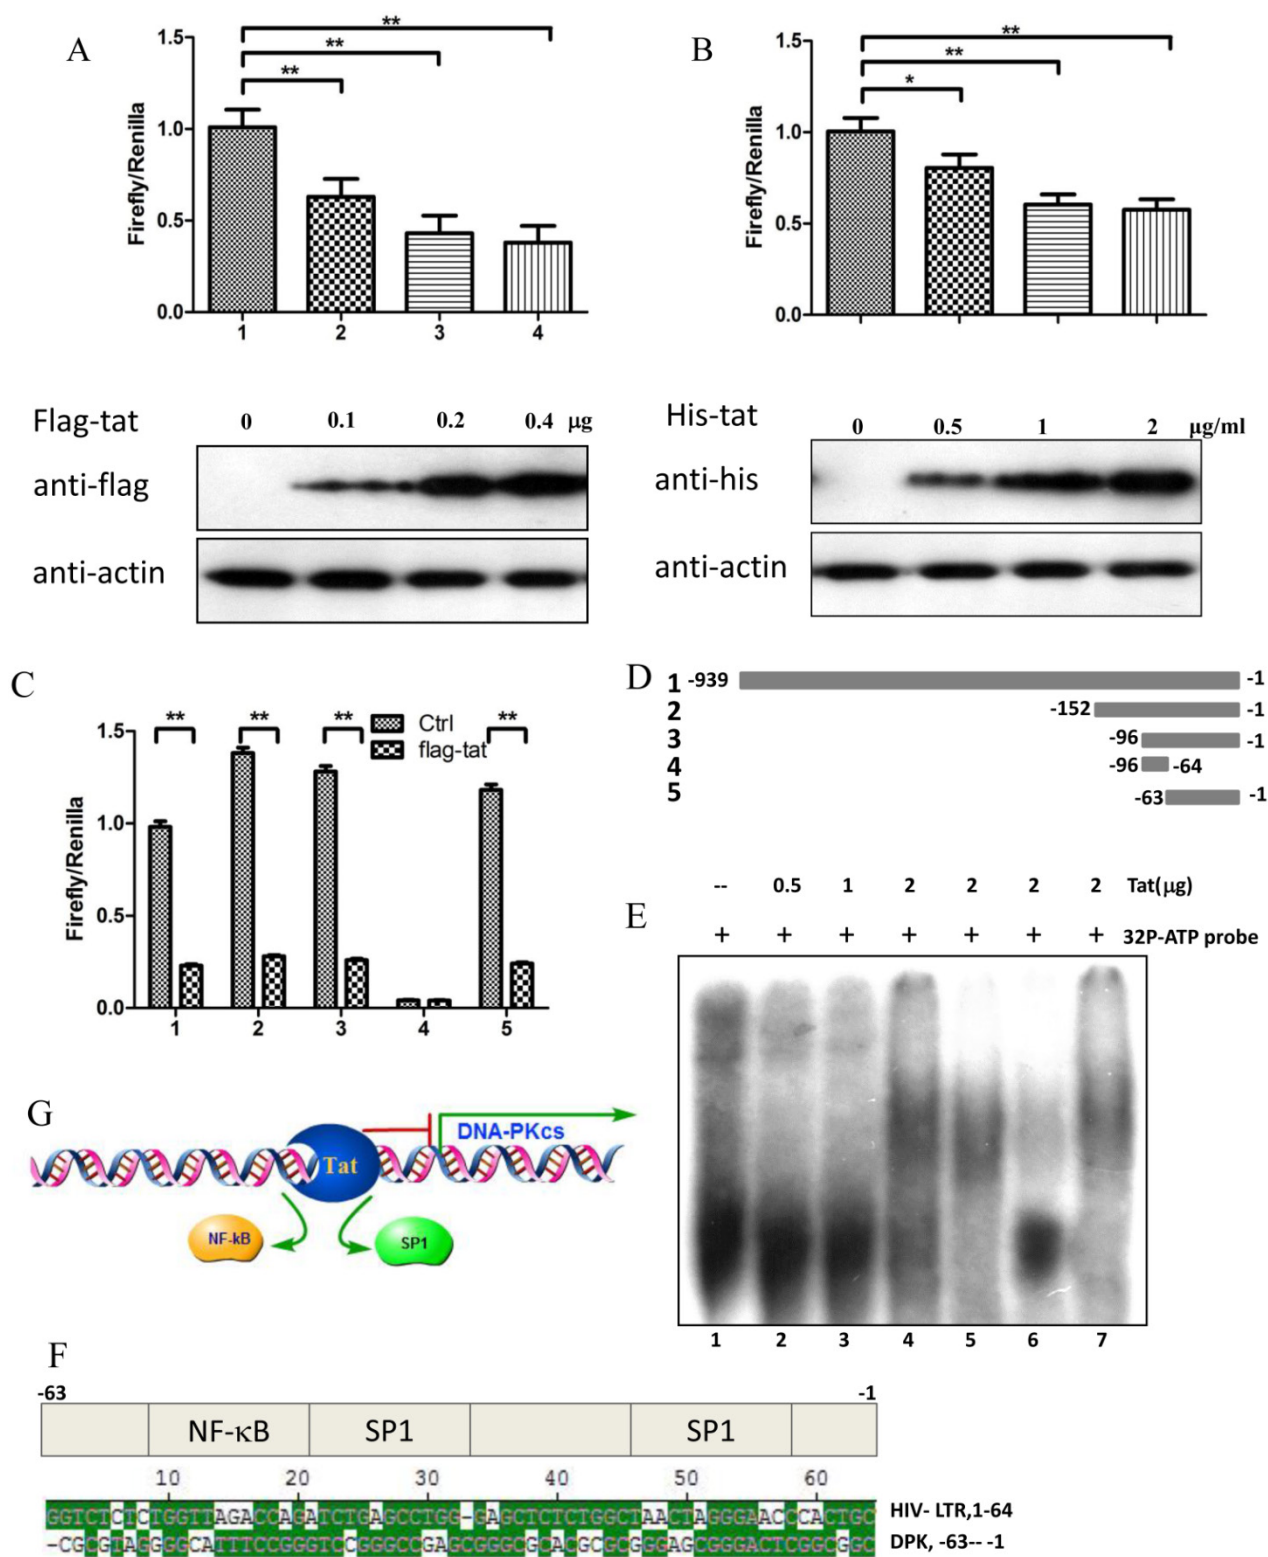 A
**
**
**
Firefly/Renilla
1.5
1.0
0.5
0.0
1 2 3 4
B
**
**
*
Firefly/Renilla
1.5
1.0
0.5
0.0
Flag-tat 0 0.1 0.2 0.4 μg
anti-flag
anti-actin
His-tat 0 0.5 1 2 μg/ml
anti-his
anti-actin
C
** ** ** **
Ctrl
flag-tat
Firefly/Renilla
1.5
1.0
0.5
0.0
1 2 3 4 5
D
1 -939 -1
2 -152 -1
3 -96 -1
4 -96 -64
5 -63 -1
E
-- 0.5 1 2 2 2 2 Tat(μg)
+ + + + + + + 32P-ATP probe
1 2 3 4 5 6 7
G
DNA-PKcs
Tat
NF-kB
SP1
F
-63 -1
NF-κB SP1 SP1
10 20 30 40 50 60
GGTCTCTCTGGTTAGACCAGATCTGAGCCTGG-GAGCTCTCTGGCTAACTAGGGAACCCACTGC HIV- LTR,1-64
-CGCGTAGGGGCATTTCCGGGTCCGGGCCGAGCGGGCGCACGCGCGGGAGCGGGACTCGGCGGC DPK, -63-- -1